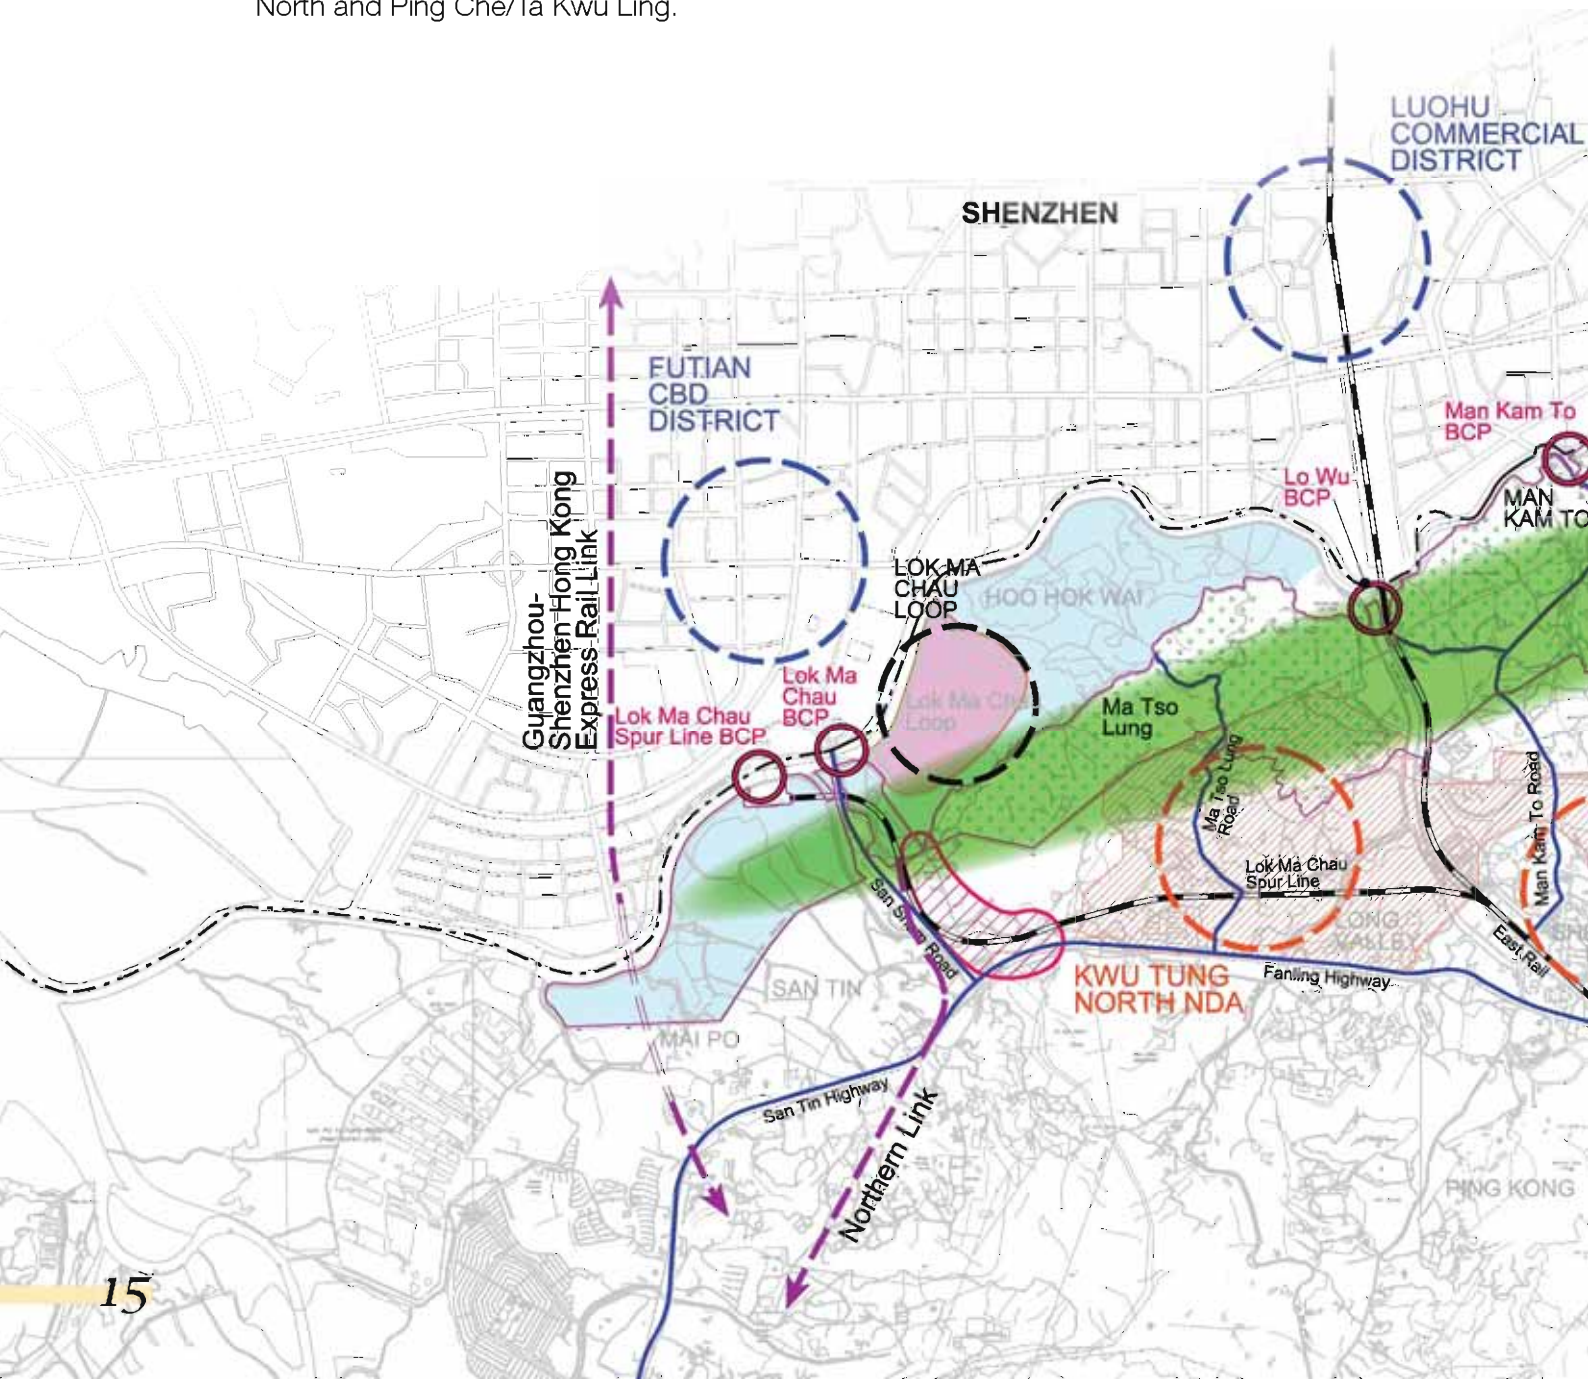 North and Ping Che/Ta Kwu Ling.
LUOHU
COMMERCIAL
DISTRICT
SHENZHEN
FUTIAN
CBD
DISTRICT
Man Kam To
BCP
Lo Wu
BCP
MAN
KAM TO
Guangzhou-
Shenzhen-Hong Kong
Express Rail Link
LOK MA
CHAU
LOOP
HOO HOK WAI
Lok Ma
Chau
BCP
Lok Ma Chau
Spur Line BCP
Lok Ma Cha
Loop
Ma Tso
Lung
Ma Tso Lung
Road
Man Kam To Road
Lok Ma Chau
Spur Line
San Sham Road
East Rail
KWU TUNG
NORTH NDA
Fanling Highway
SAN TIN
MAI PO
San Tin Highway
Northern Link
PING KONG
15